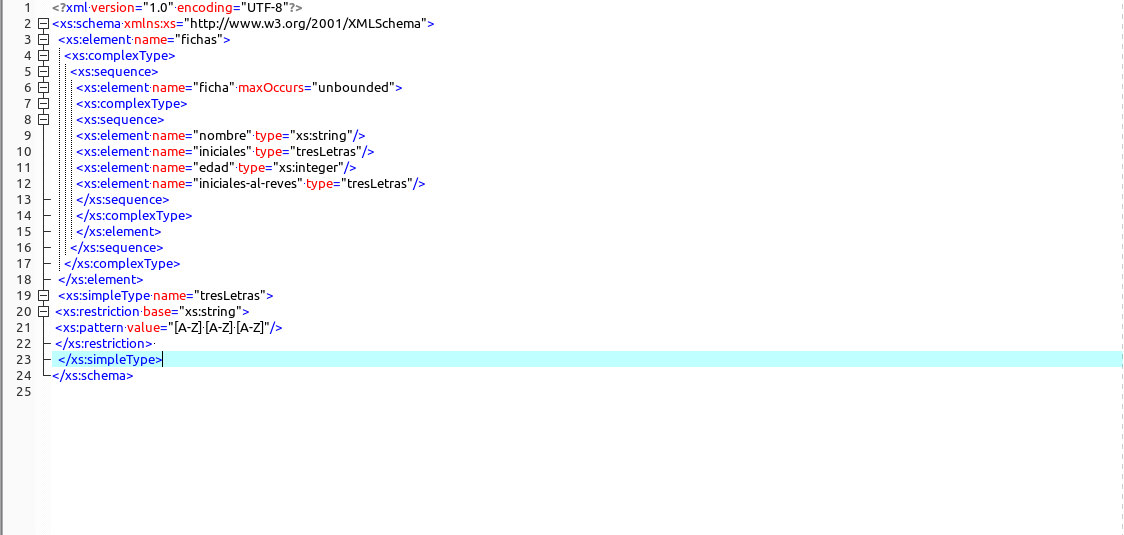 1 <?xml version="1.0" encoding="UTF-8"?>
2 <xs:schema xmlns:xs="http://www.w3.org/2001/XMLSchema">
3 <xs:element name="fichas">
4 <xs:complexType>
5 <xs:sequence>
6 <xs:element name="ficha" maxOccurs="unbounded">
7 <xs:complexType>
8 <xs:sequence>
9 <xs:element name="nombre" type="xs:string"/>
10 <xs:element name="iniciales" type="tresLetras"/>
11 <xs:element name="edad" type="xs:integer"/>
12 <xs:element name="iniciales-al-reves" type="tresLetras"/>
13 </xs:sequence>
14 </xs:complexType>
15 </xs:element>
16 </xs:sequence>
17 </xs:complexType>
18 </xs:element>
19 <xs:simpleType name="tresLetras">
20 <xs:restriction base="xs:string">
21 <xs:pattern value="[A-Z] [A-Z] [A-Z]"/>
22 </xs:restriction>
23 </xs:simpleType>
24 </xs:schema>
25